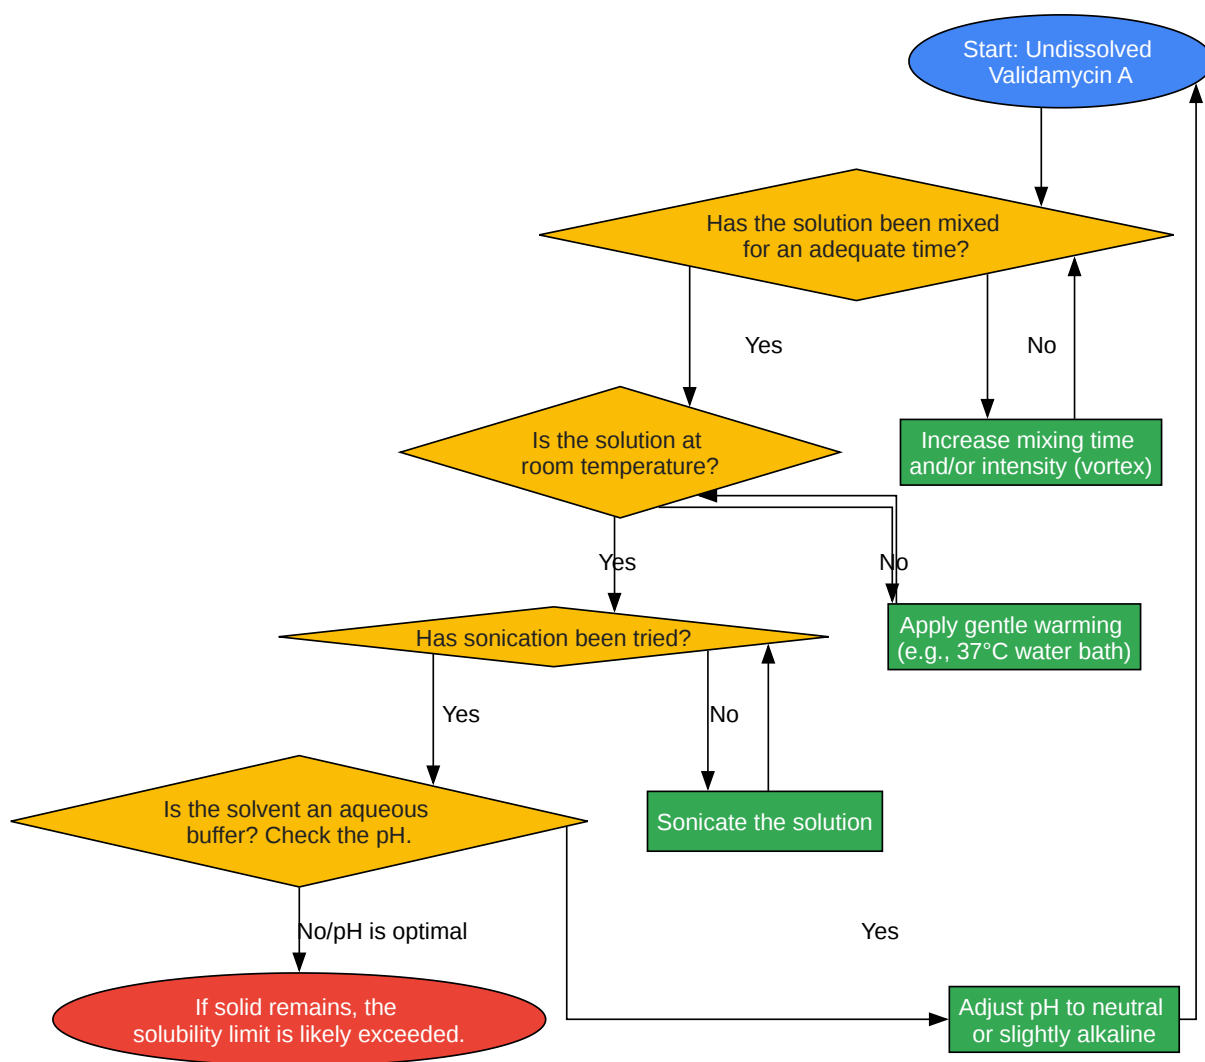 Start: Undissolved
Validamycin A
Has the solution been mixed
for an adequate time?
Yes
No
Is the solution at
room temperature?
Increase mixing time
and/or intensity (vortex)
Yes
No
Has sonication been tried?
Apply gentle warming
(e.g., 37°C water bath)
Yes
No
Is the solvent an aqueous
buffer? Check the pH.
Sonicate the solution
No/pH is optimal
Yes
If solid remains, the
solubility limit is likely exceeded.
Adjust pH to neutral
or slightly alkaline